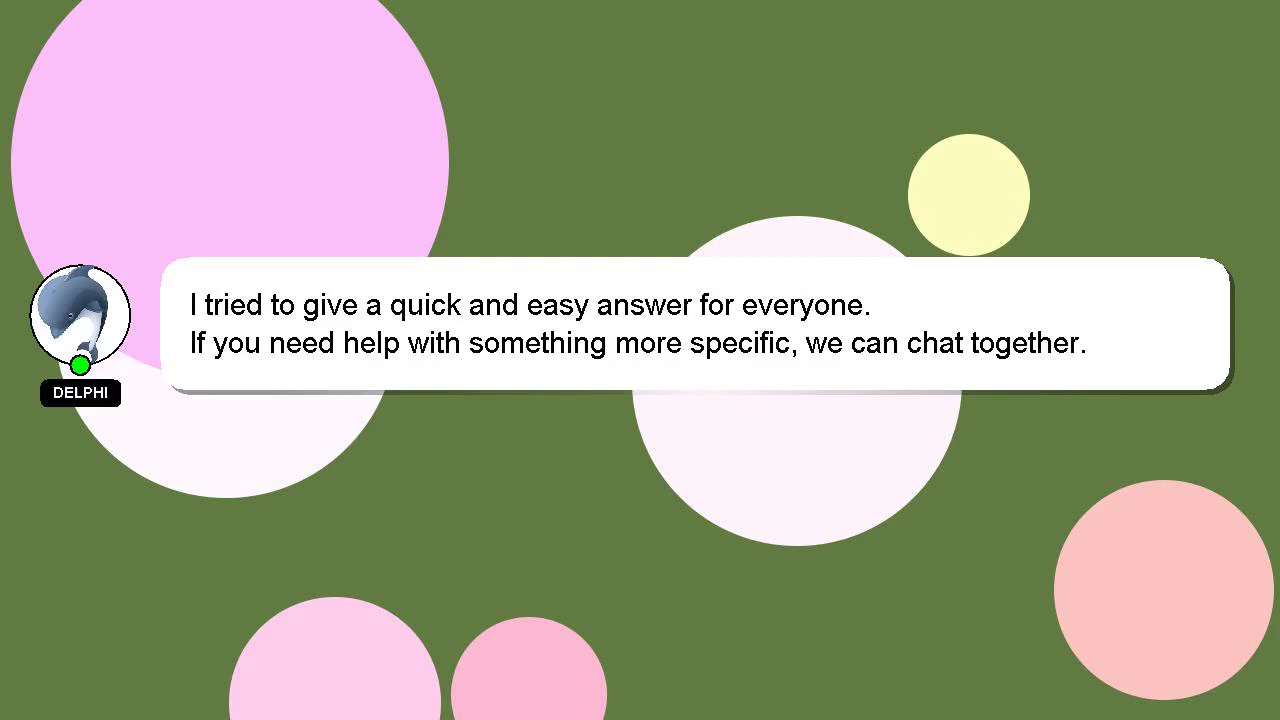 I tried to give a quick and easy answer for everyone.
If you need help with something more specific, we can chat together.
DELPHI